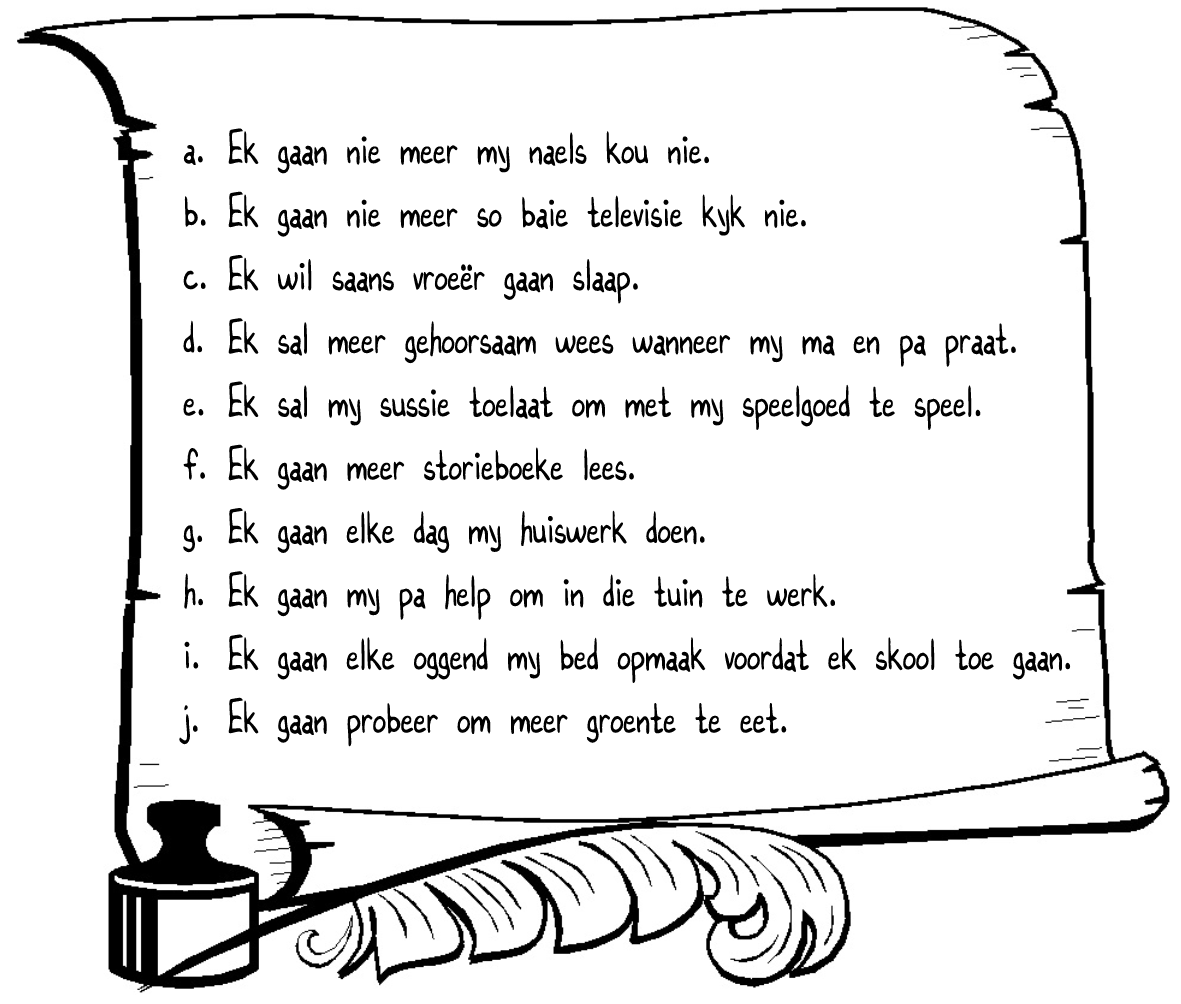 a. Ek gaan nie meer my naels kou nie.
b. Ek gaan nie meer so baie televisie kyk nie.
c. Ek wil saans vroeër gaan slaap.
d. Ek sal meer gehoorsaam wees wanneer my ma en pa praat.
e. Ek sal my sussie toelaat om met my speelgoed te speel.
f. Ek gaan meer storieboeke lees.
g. Ek gaan elke dag my huiswerk doen.
h. Ek gaan my pa help om in die tuin te werk.
i. Ek gaan elke oggend my bed opmaak voordat ek skool toe gaan.
j. Ek gaan probeer om meer groente te eet.